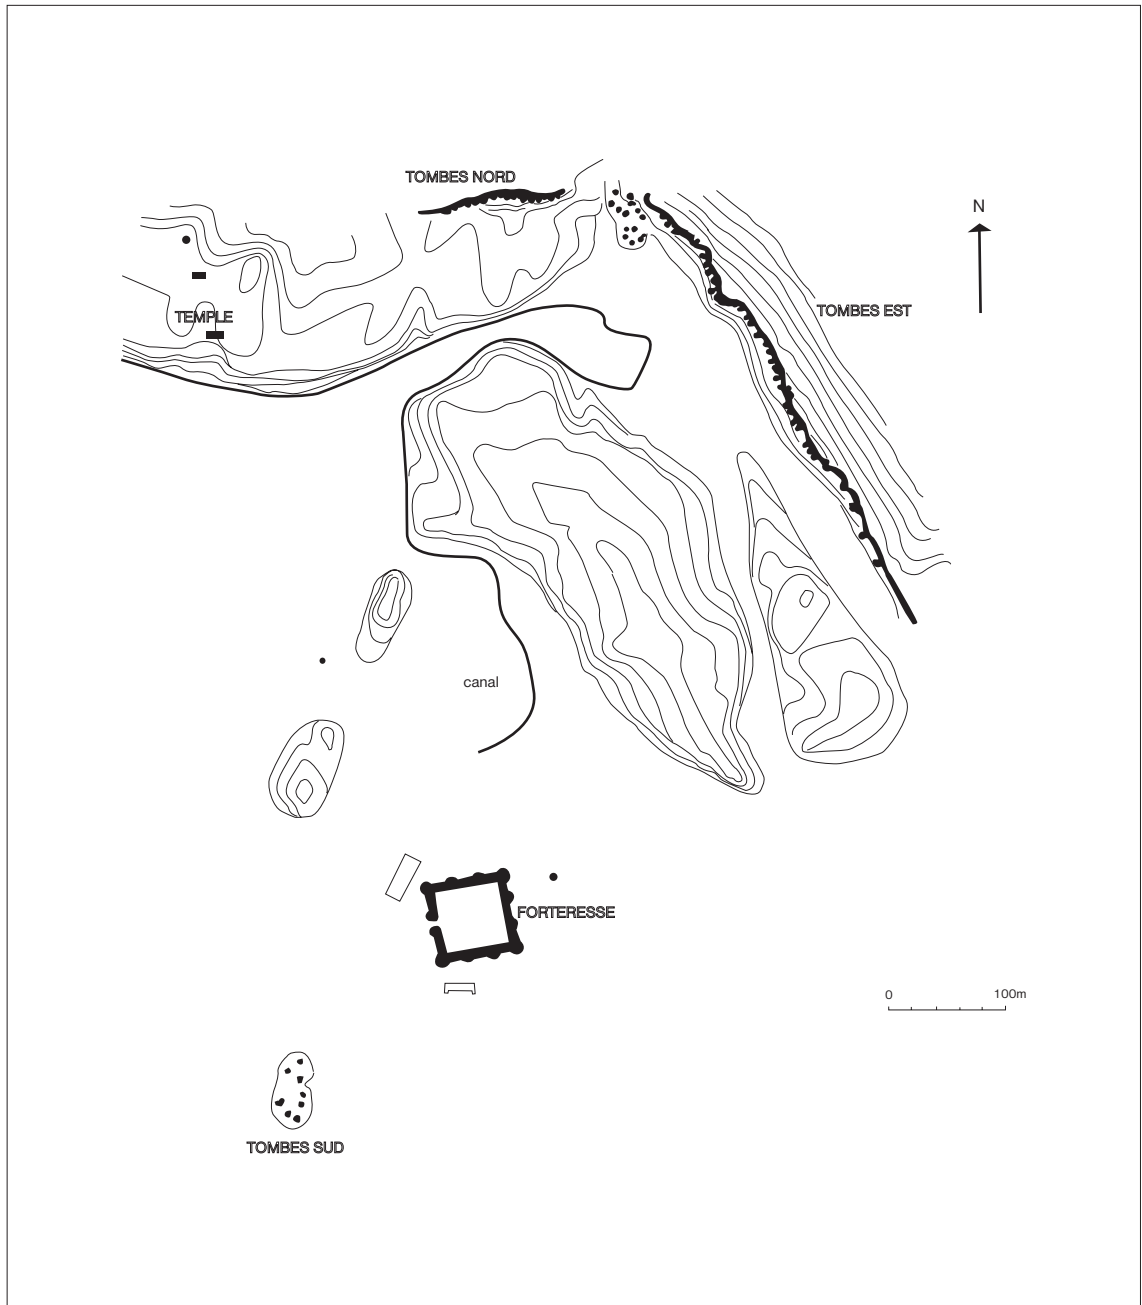 TOMBES NORD
N
TOMBES EST
TEMPLE
canal
FORTERESSE
0 100m
TOMBES SUD